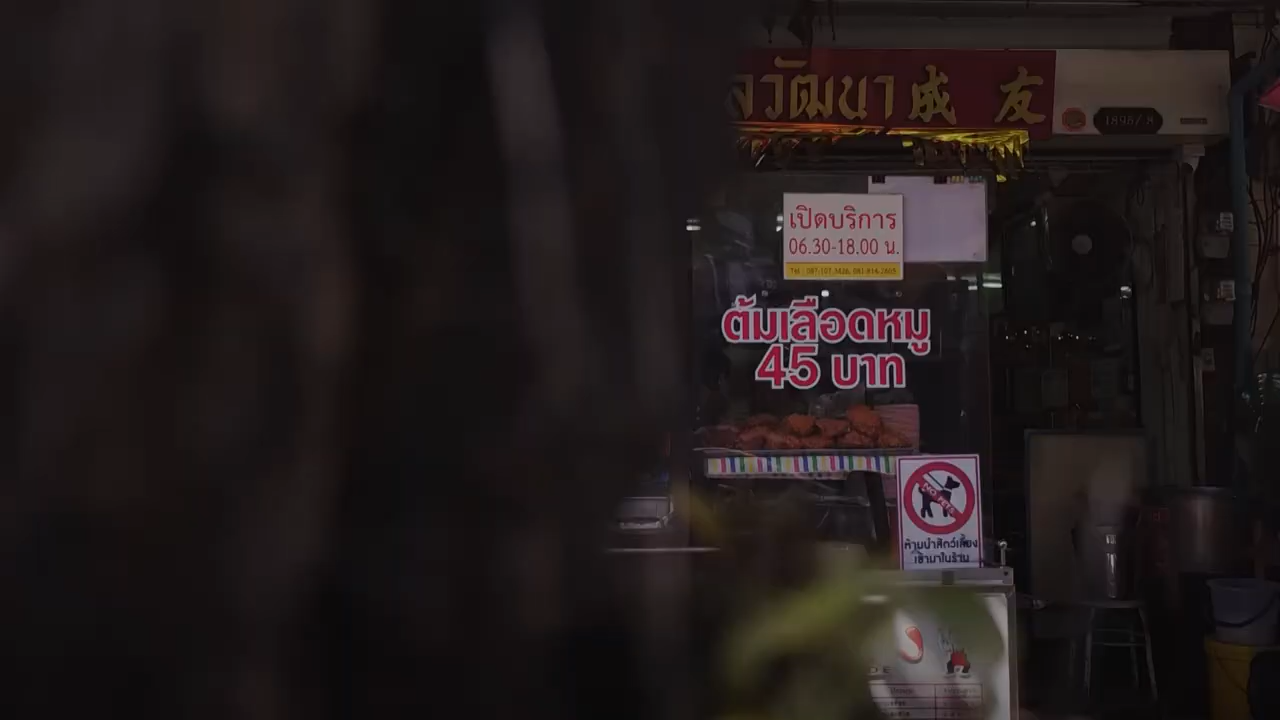 วัฒนา 成 友
เปิดบริการ
06.30-18.00 น.
ต้มเลือดหมู
45 บาท
NO PETS
ห้ามนำสัตว์เลี้ยง
เข้ามาในร้าน